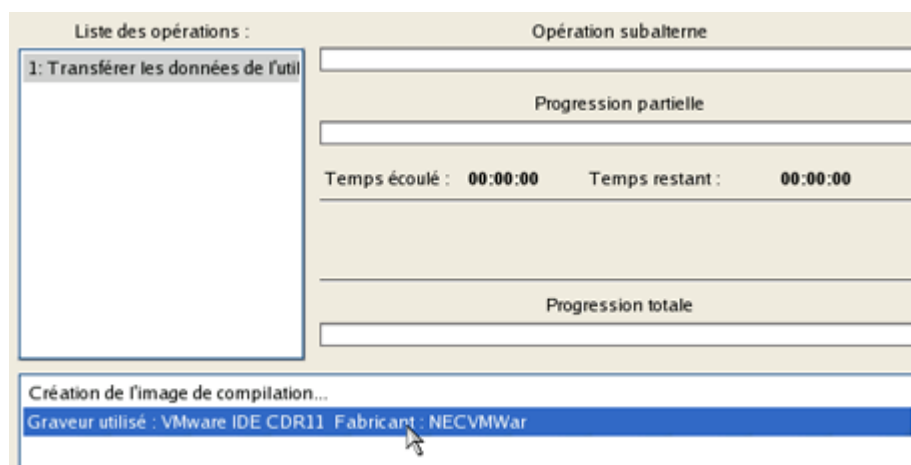 Liste des opérations :
1: Transférer les données de l'util
Opération subalterne
Progression partielle
Temps écoulé : 00:00:00 Temps restant : 00:00:00
Progression totale
Création de l'image de compilation...
Graveur utilisé : VMware IDE CDR11 Fabricant : NECVMWar